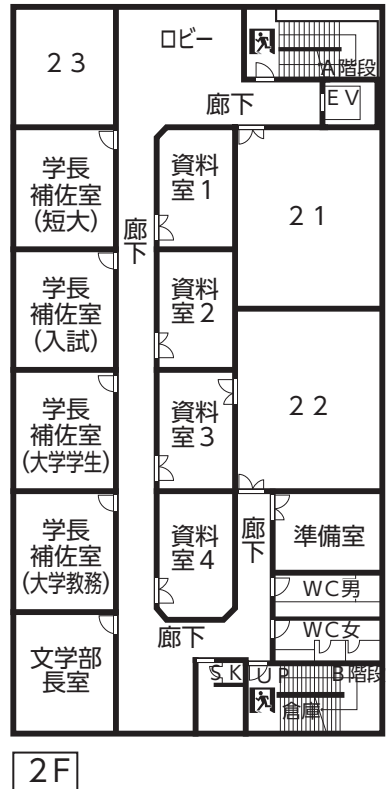 23
ロビー
A階段
EV
廊下
学長
補佐室
(短大)
廊下
資料
室1
21
学長
補佐室
(入試)
資料
室2
学長
補佐室
(大学学生)
資料
室3
22
学長
補佐室
(大学教務)
資料
室4
廊下
準備室
WC男
WC女
廊下
文学部
長室
SK
UP
B階段
倉庫
2F